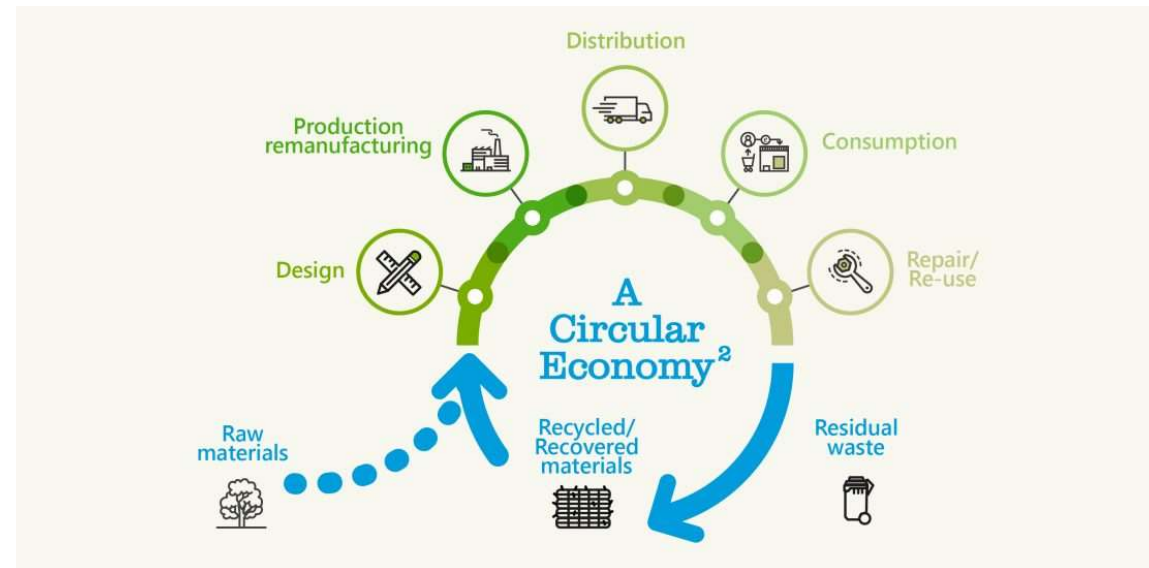 Distribution
Production
remanufacturing
Consumption
Design
Repair/
Re-use
A
Circular
Economy²
Raw
materials
Recycled/
Recovered
materials
Residual
waste